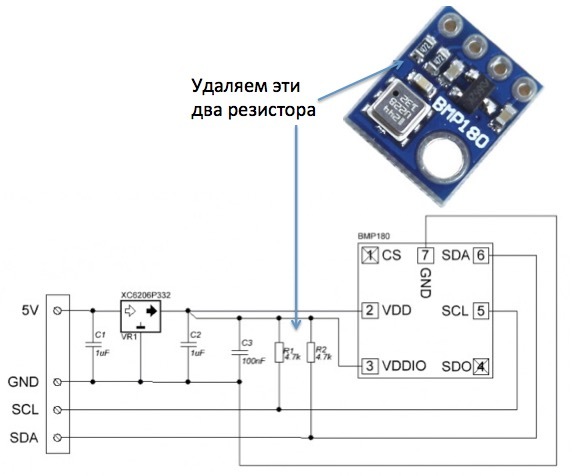 Удаляем эти
два резистора
472
472
BMP180
BMP180
1 CS
7
GND
SDA 6
5V
XC6206P332
VR1
C1
1uF
C2
1uF
C3
100nF
R1
4.7k
R2
4.7k
2 VDD
SCL 5
3 VDDIO
SDO 4
GND
SCL
SDA